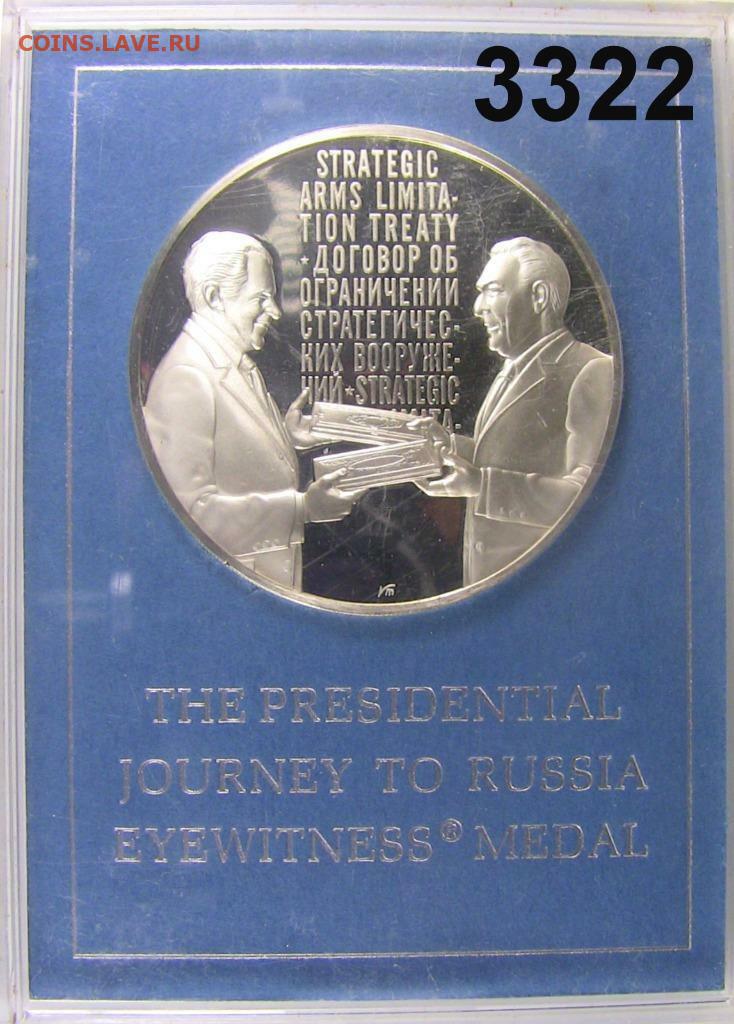 COINS.LAVE.RU
3322
STRATEGIC
ARMS LIMITA-
TION TREATY
★ДОГОВОР ОБ
ОГРАНИЧЕНИИ
СТРАТЕГИЧЕС-
КИХ ВООРУЖЕ-
НИЙ★STRATEGIC
LIMITA-
THE PRESIDENTIAL
JOURNEY TO RUSSIA
EYEWITNESS® MEDAL